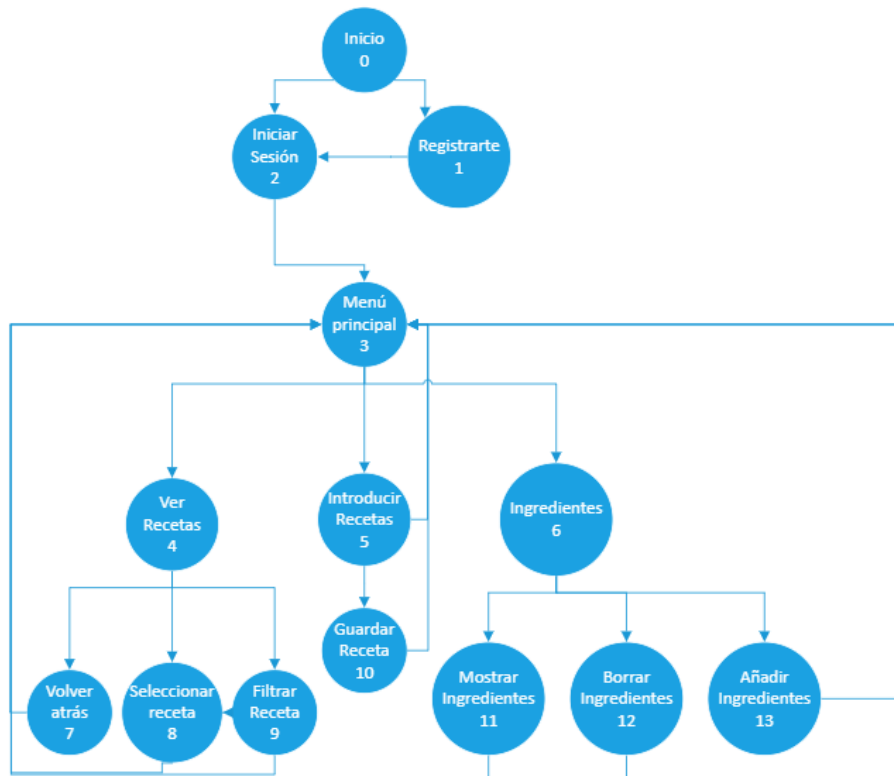 Inicio
0
Iniciar
Sesión
2
Registrarte
1
Menú
principal
3
Ver
Recetas
4
Introducir
Recetas
5
Ingredientes
6
Volver
atrás
7
Seleccionar
receta
8
Filtrar
Receta
9
Guardar
Receta
10
Mostrar
Ingredientes
11
Borrar
Ingredientes
12
Añadir
Ingredientes
13